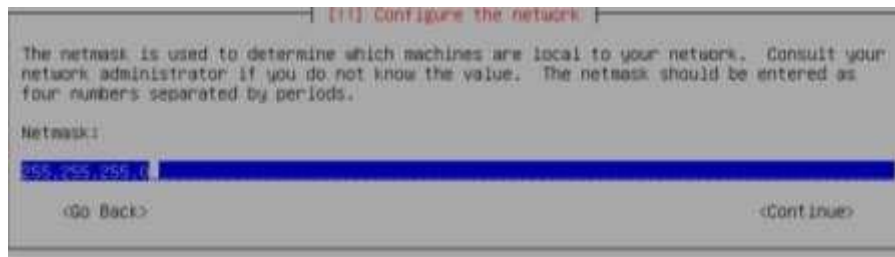 [!!] Configure the network
The netmask is used to determine which machines are local to your network.  Consult your
network administrator if you do not know the value.  The netmask should be entered as
four numbers separated by periods.
Netmask:
255.255.255.0
<Go Back>
<Continue>